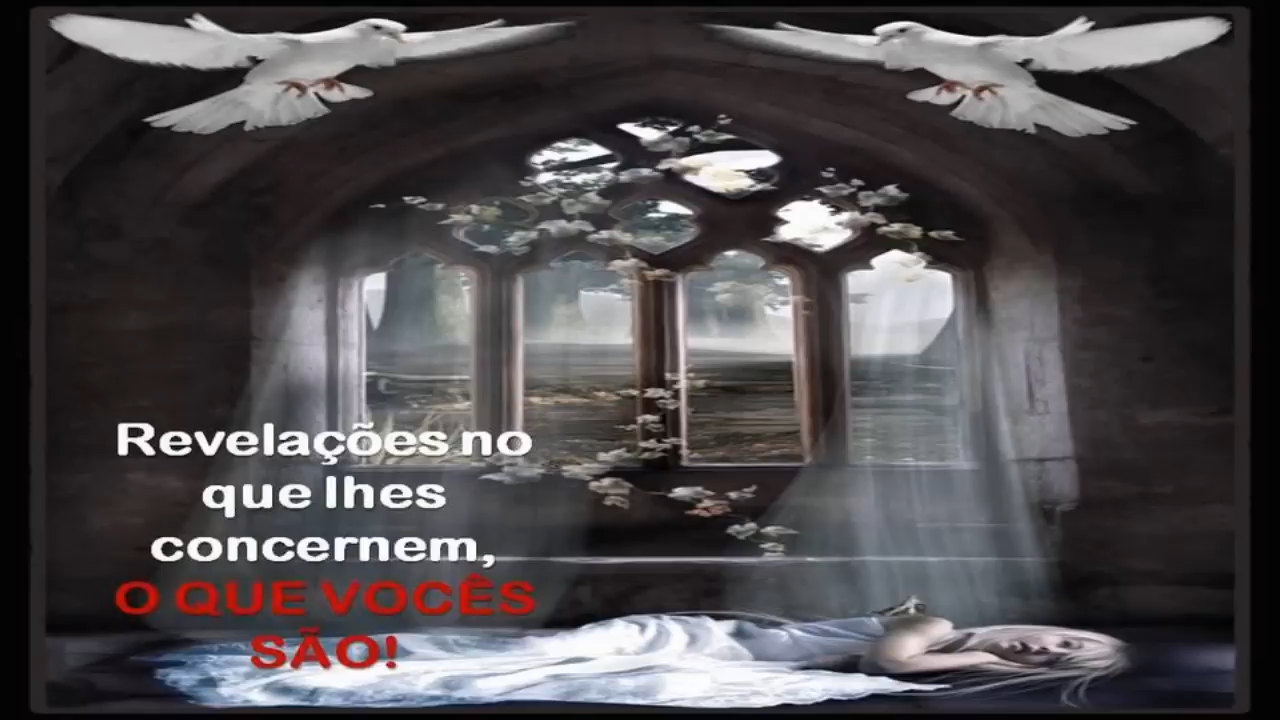 Revelações no
que lhes
concernem,
O QUE VOCÊS
SÃO!